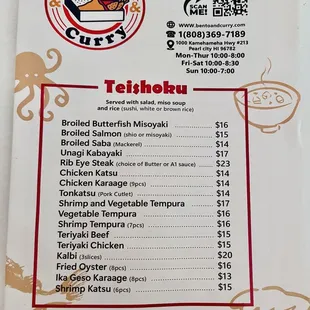 &
&
Curry
SCAN
ME!
www.bentoandcurry.com
1(808)369-7189
1000 Kamehameha Hwy #213
Pearl city HI 96782
Mon-Thur 10:00-8:00
Fri-Sat 10:00-8:30
Sun 10:00-7:00
Teishoku
Served with salad, miso soup
and rice (sushi, white or brown rice)
Broiled Butterfish Misoyaki $16
Broiled Salmon (shio or misoyaki) $15
Broiled Saba (Mackerel) $14
Unagi Kabayaki $17
Rib Eye Steak (choice of Butter or A1 sauce) $23
Chicken Katsu $14
Chicken Karaage (9pcs) $14
Tonkatsu (Pork Cutlet) $14
Shrimp and Vegetable Tempura $17
Vegetable Tempura $16
Shrimp Tempura (7pcs) $16
Teriyaki Beef $15
Teriyaki Chicken $15
Kalbi (3slices) $20
Fried Oyster (8pcs) $16
Ika Geso Karaage (8pcs) $13
Shrimp Katsu (6pcs) $15